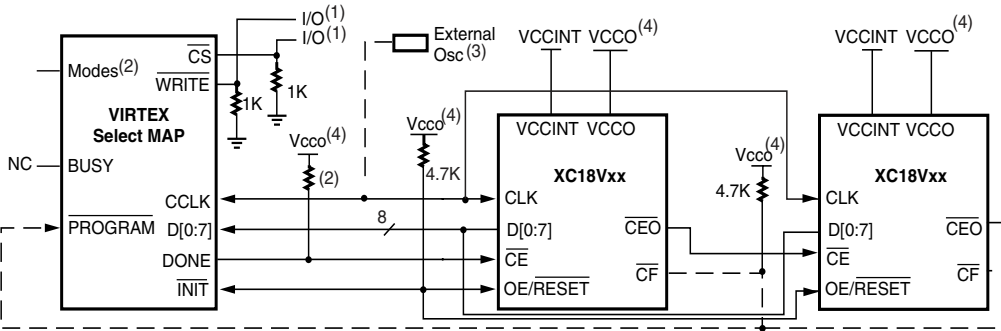 I/O(1)
I/O(1)
External
Osc(3)
VCCINT VCCO(4)
VCCINT VCCO(4)
CS
Modes(2)
WRITE
1K
1K
VIRTEX
Select MAP
Vcco(4)
Vcco(4)
VCCINT VCCO
VCCINT VCCO
NC
BUSY
(2)
4.7K
XC18Vxx
Vcco(4)
4.7K
XC18Vxx
CCLK
CLK
CLK
PROGRAM
D[0:7]
8
D[0:7]
CEO
D[0:7]
CEO
DONE
CE
CF
CE
CF
INIT
OE/RESET
OE/RESET